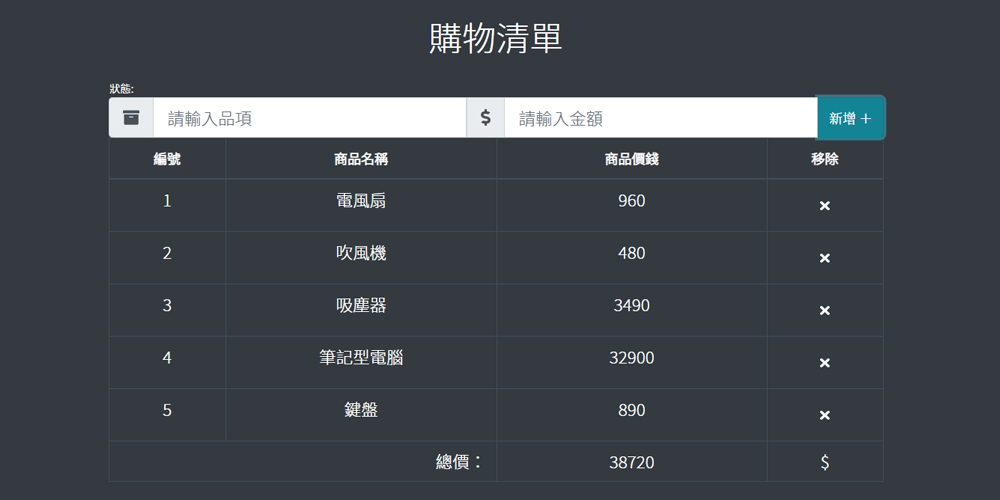 購物清單
狀態:
請輸入品項 $ 請輸入金額 新增 +
編號 商品名稱 商品價錢 移除
1 電風扇 960 ×
2 吹風機 480 ×
3 吸塵器 3490 ×
4 筆記型電腦 32900 ×
5 鍵盤 890 ×
總價： 38720 $